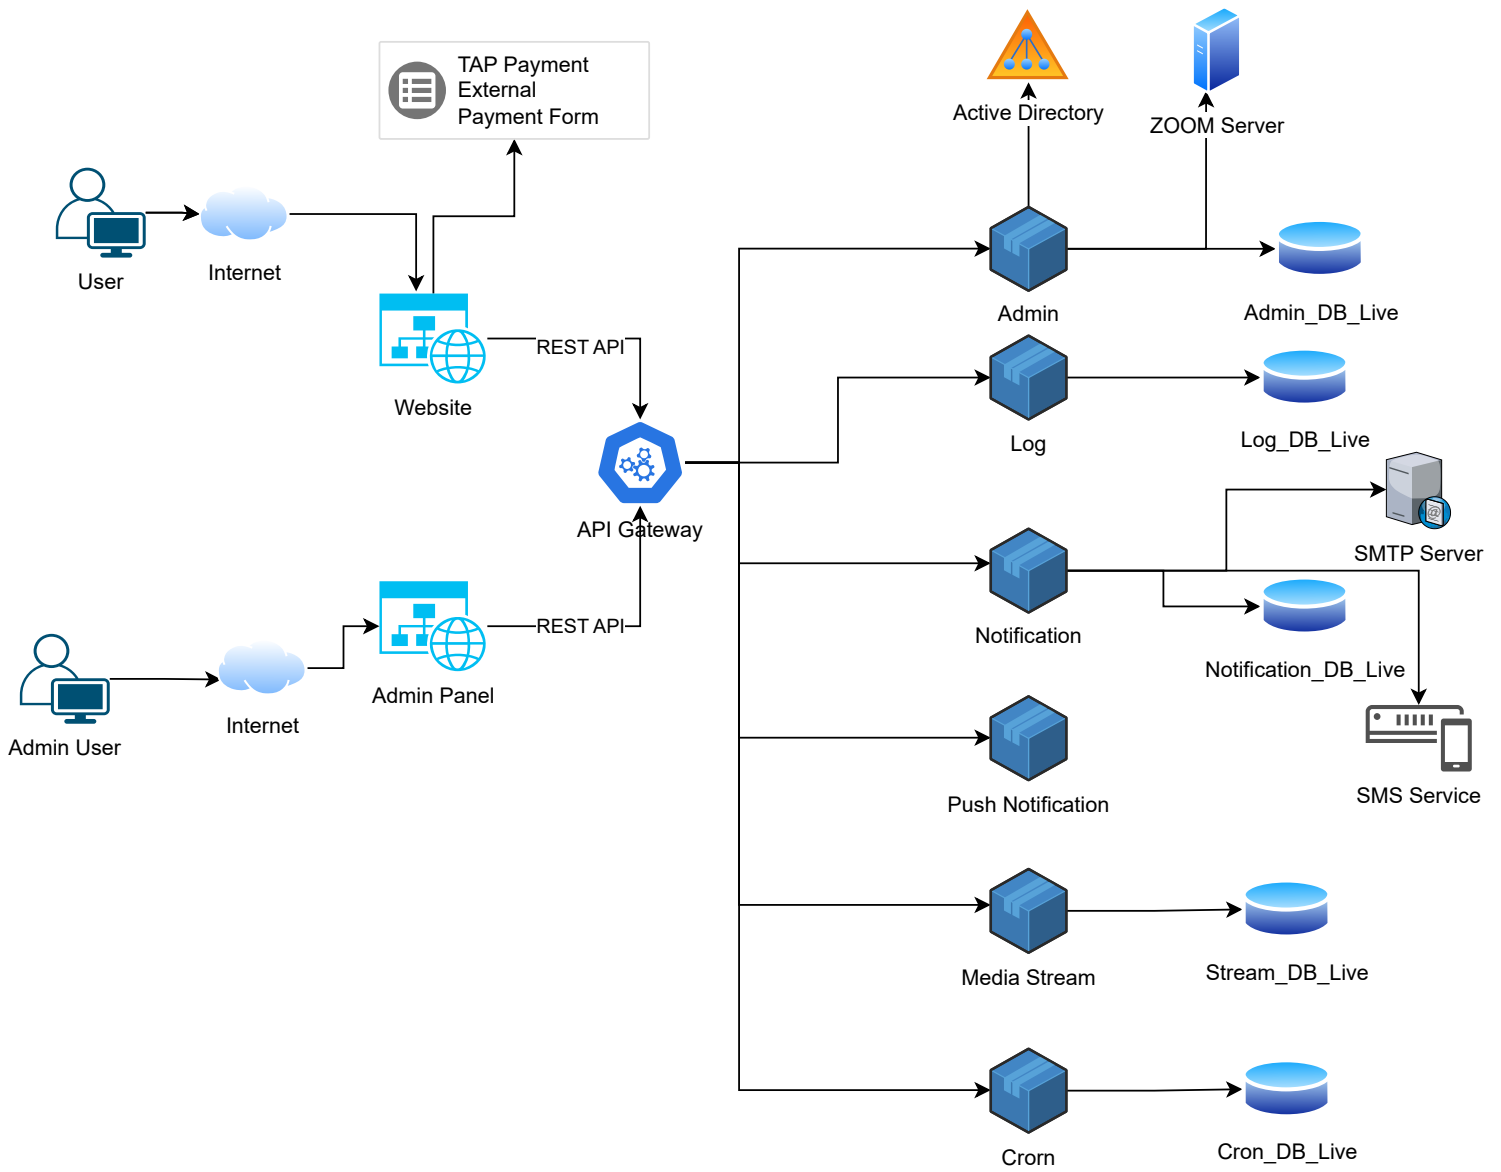 TAP Payment
External
Payment Form
Active Directory
ZOOM Server
User
Internet
Admin
Admin_DB_Live
REST API
Website
Log
Log_DB_Live
API Gateway
SMTP Server
REST API
Notification
Notification_DB_Live
Admin Panel
Internet
Admin User
SMS Service
Push Notification
Media Stream
Stream_DB_Live
Crorn
Cron_DB_Live